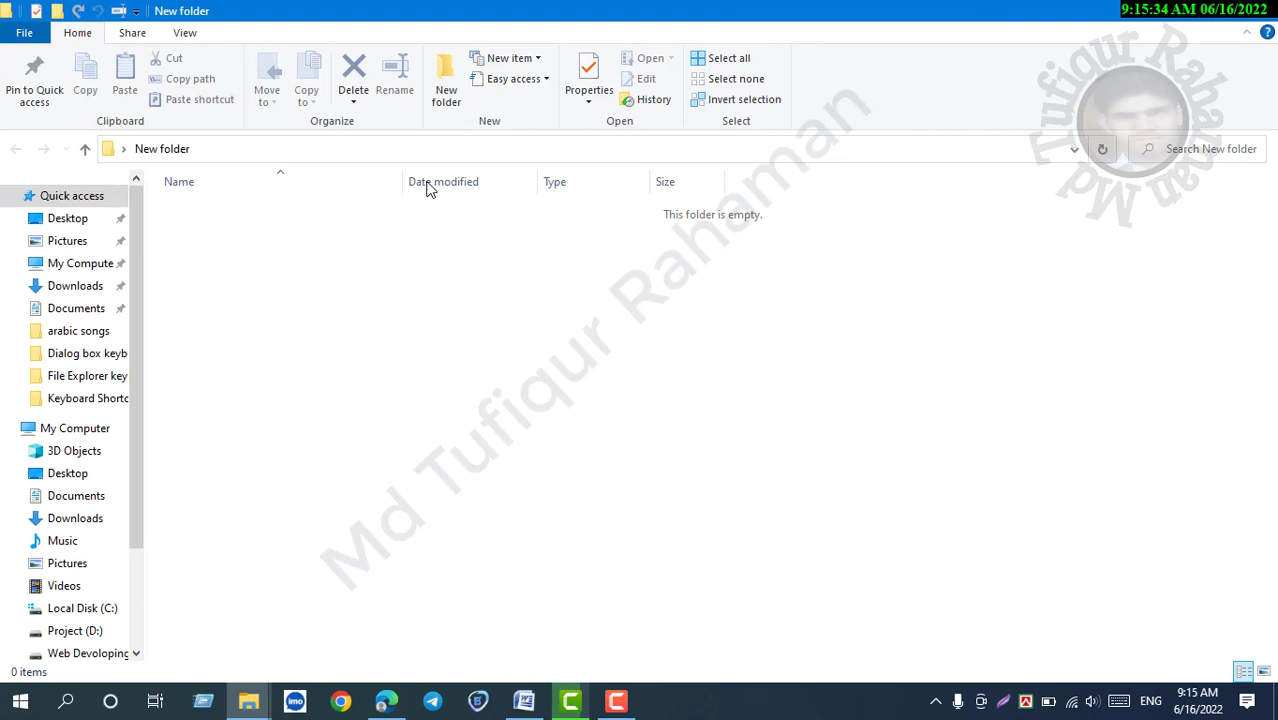 New folder
9:15:34 AM 06/16/2022
File
Home
Share
View
Pin to Quick access
Copy
Paste
Cut
Copy path
Paste shortcut
Clipboard
Move to
Copy to
Delete
Rename
Organize
New folder
New item
Easy access
New
Properties
Open
Edit
History
Open
Select all
Select none
Invert selection
Select
New folder
Search New folder
Name
Date modified
Type
Size
This folder is empty.
Quick access
Desktop
Pictures
My Compute
Downloads
Documents
arabic songs
Dialog box keyb
File Explorer key
Keyboard Shortc
My Computer
3D Objects
Desktop
Documents
Downloads
Music
Pictures
Videos
Local Disk (C:)
Project (D:)
Web Devoloping
Md Tufiqur Rahaman
Md Tufiqur Rahaman
0 items
imo
ENG
9:15 AM
6/16/2022